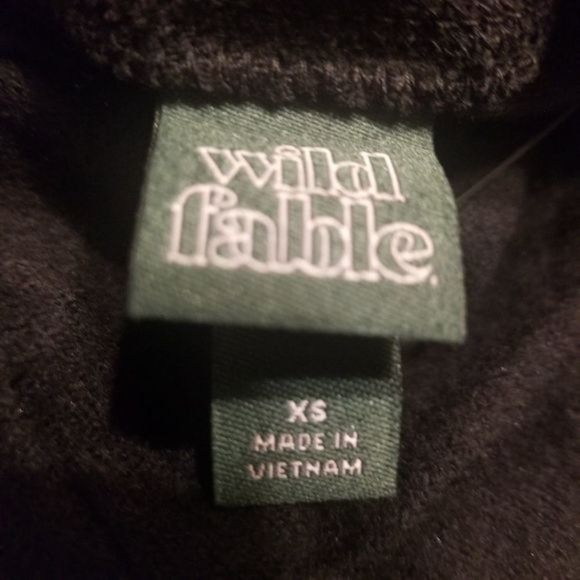 wild
fable.
XS
MADE IN
VIETNAM